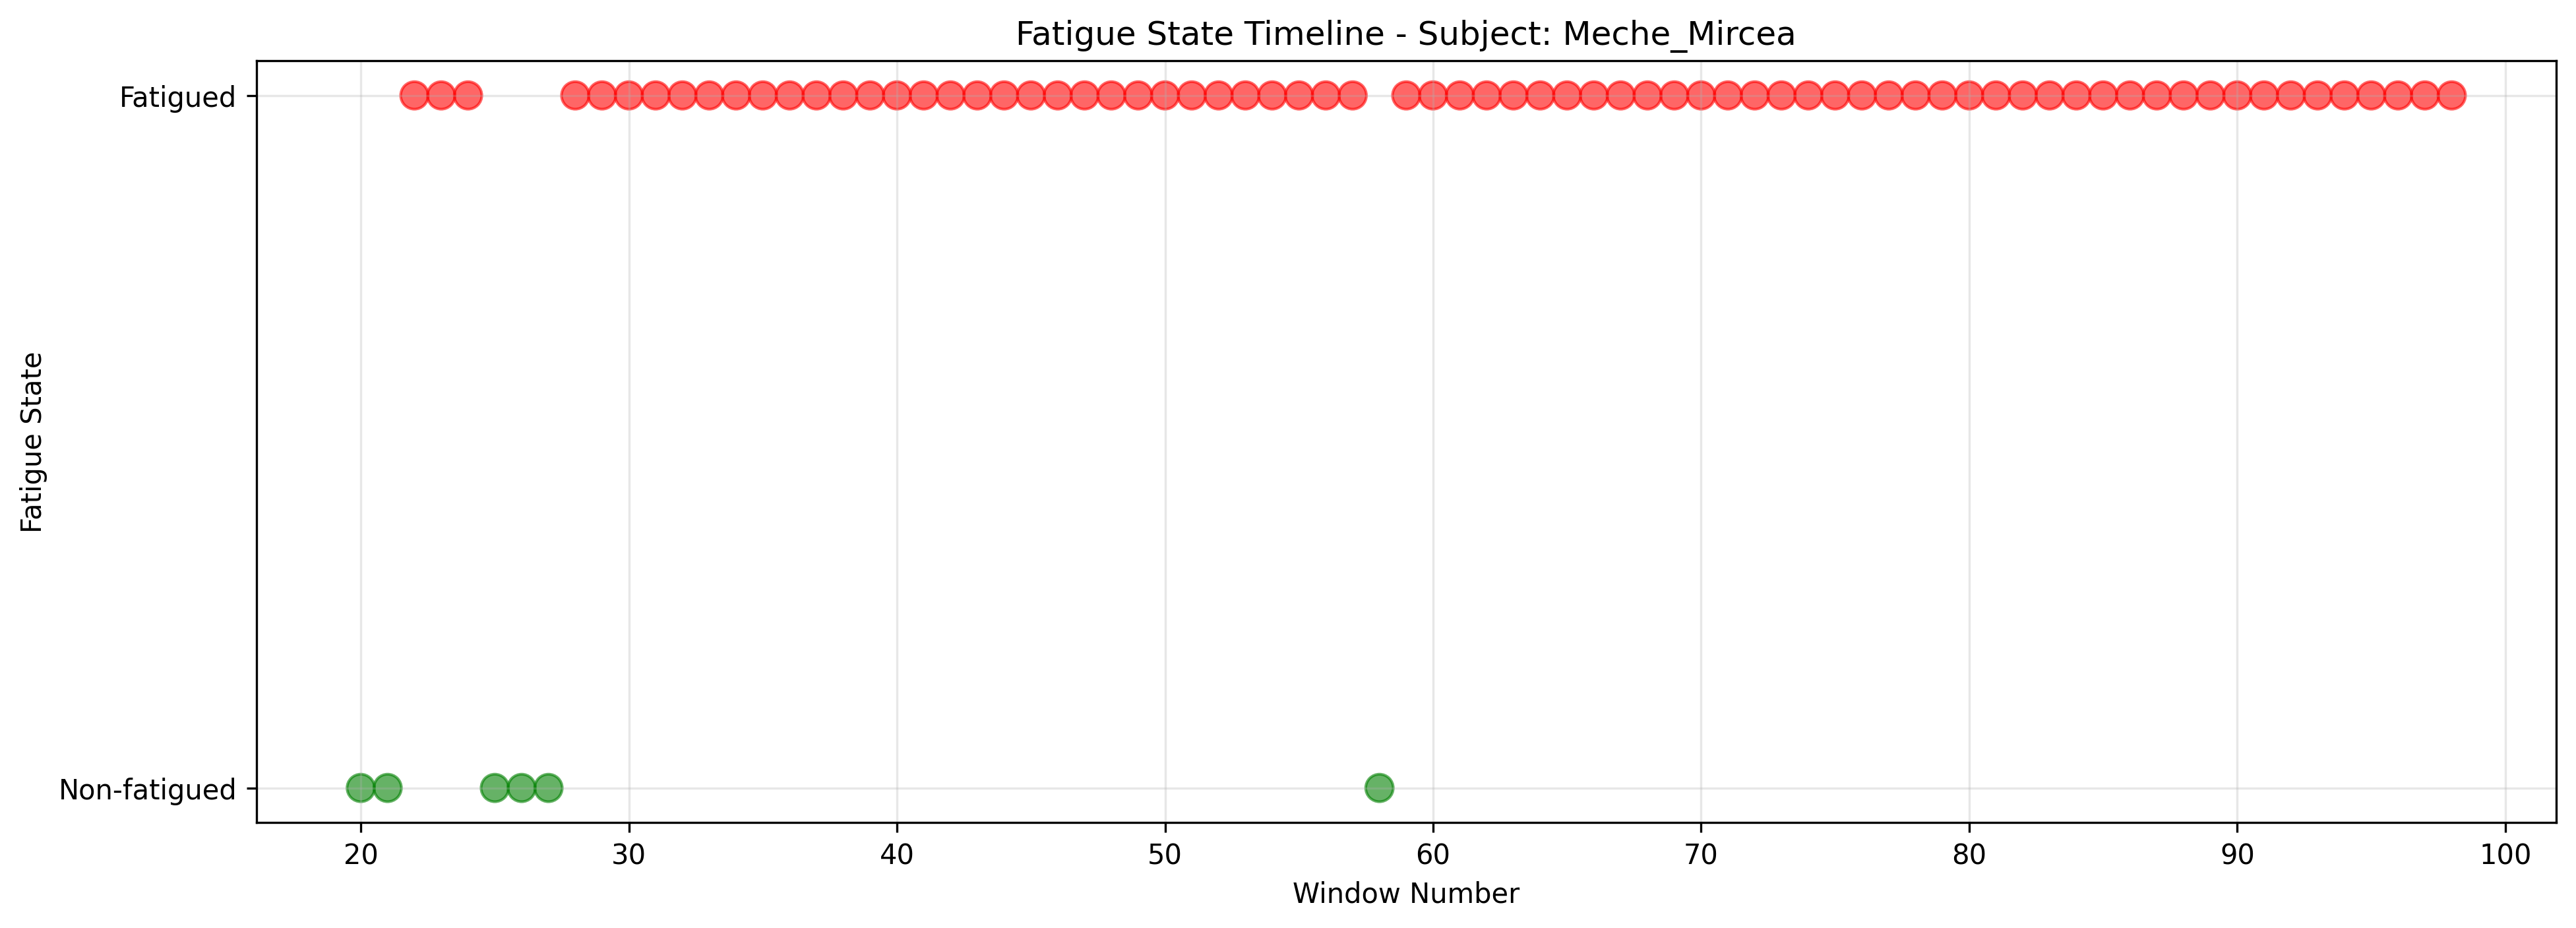 Fatigue State Timeline - Subject: Meche_Mircea
Fatigued
Fatigue State
Non-fatigued
20 30 40 50 60 70 80 90 100
Window Number